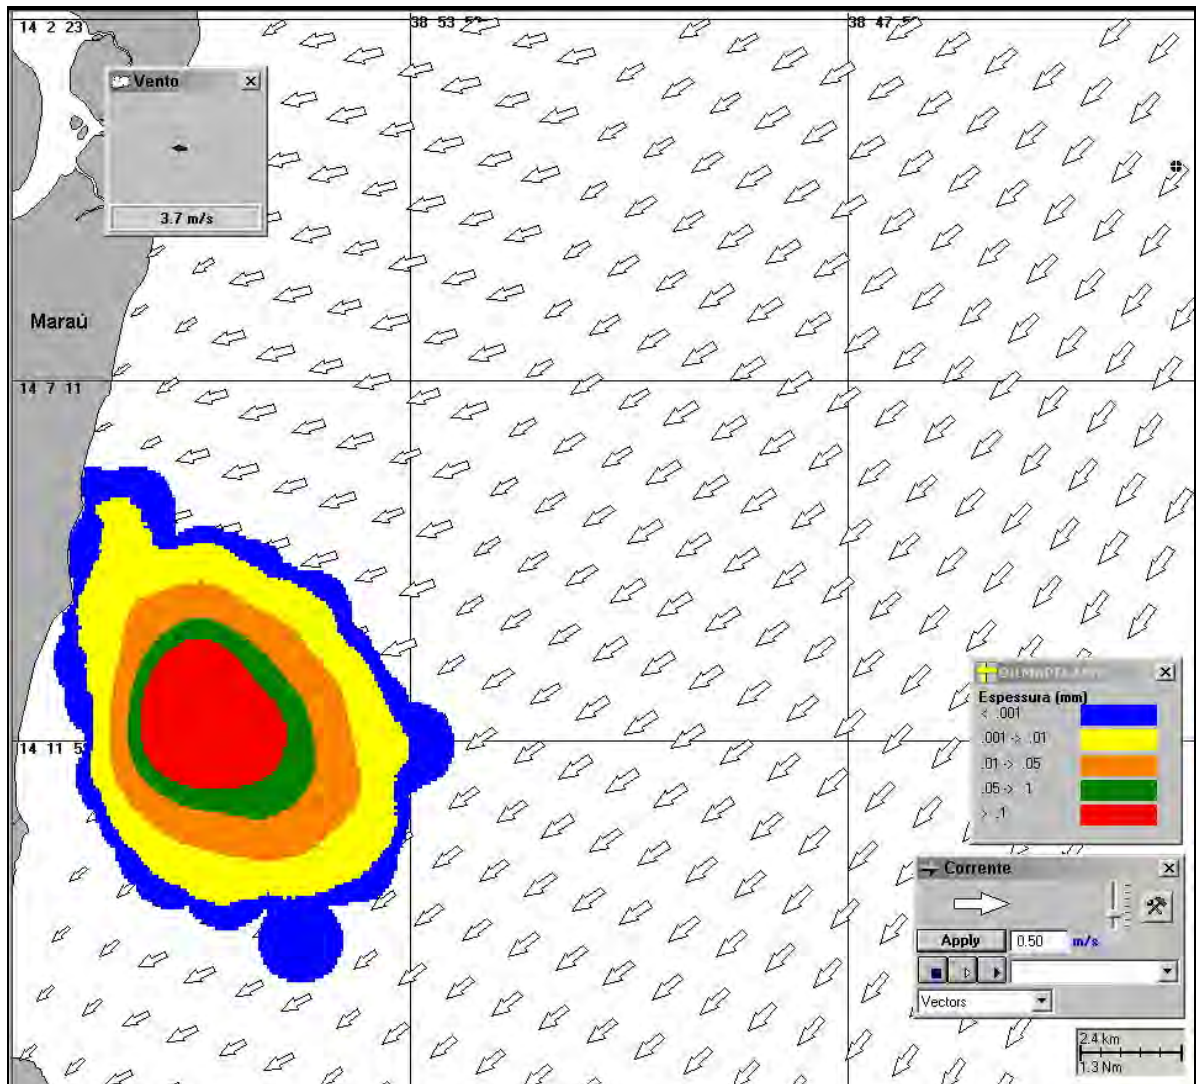 14 2 23
38 53
38 47 5
Vento
3.7 m/s
Maraú
14 7 11
14 11 5
Espessura (mm)
< .001
.001 -> .01
.01 -> .05
.05 -> .1
> .1
Corrente
Apply 0.50 m/s
Vectors
2.4 km
1.3 Nm